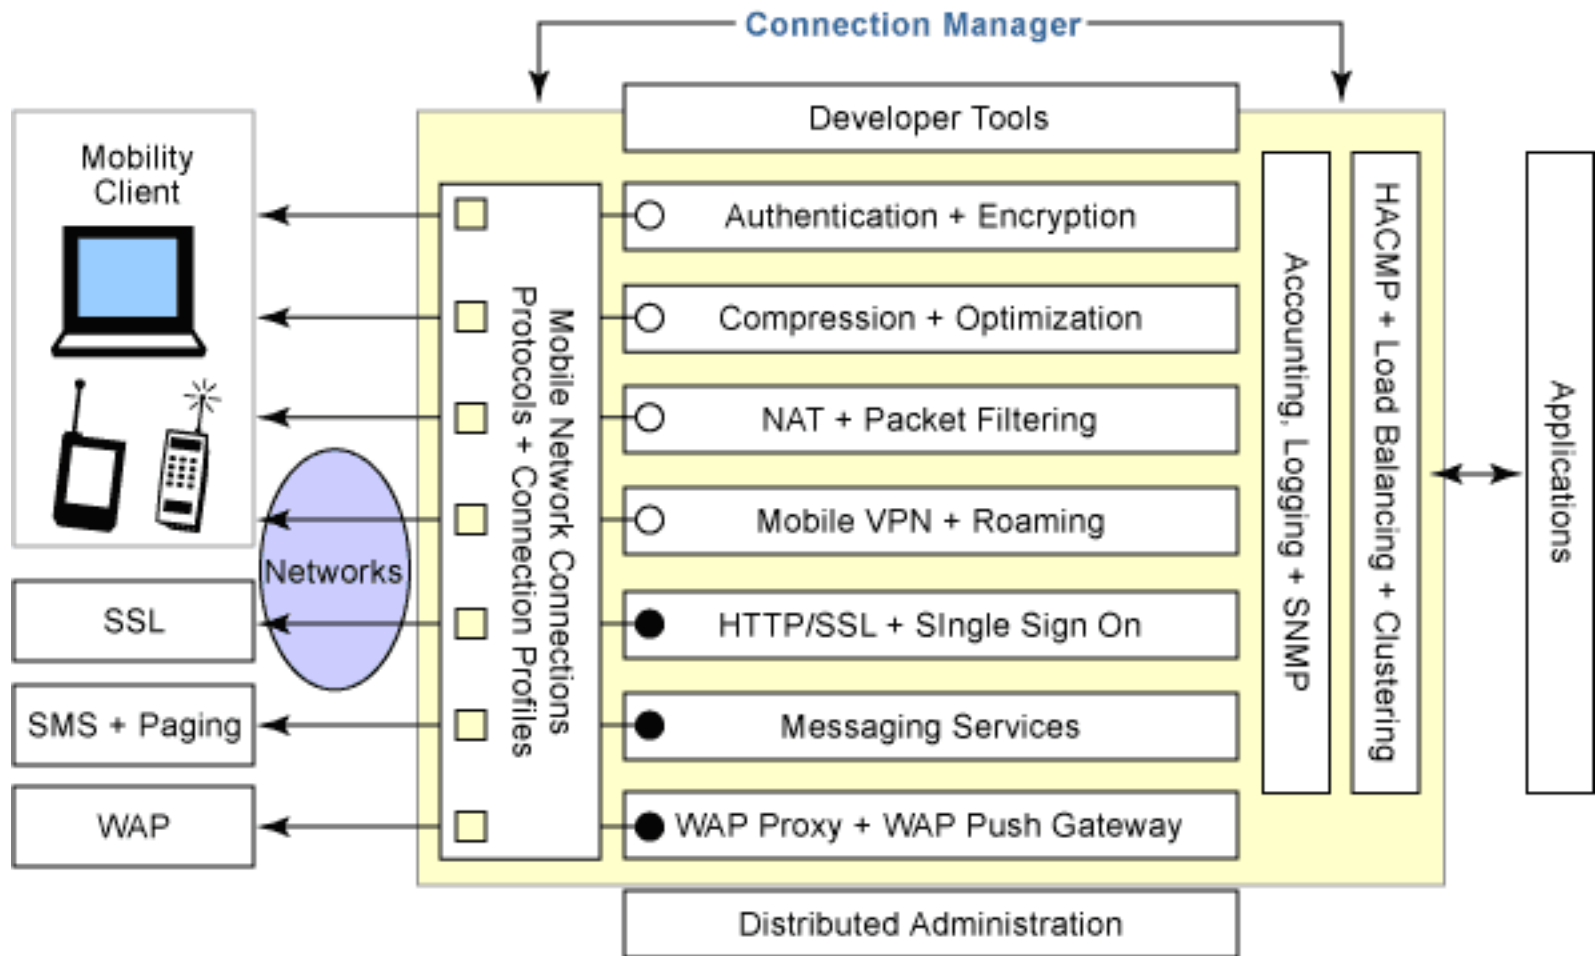 Connection Manager
Developer Tools
Mobility
Client
Authentication + Encryption
Compression + Optimization
NAT + Packet Filtering
Mobile VPN + Roaming
HTTP/SSL + SIngle Sign On
Messaging Services
WAP Proxy + WAP Push Gateway
Distributed Administration
Mobile Network Connections
Protocols + Connection Profiles
Networks
SSL
SMS + Paging
WAP
Accounting, Logging + SNMP
HACMP + Load Balancing + Clustering
Applications